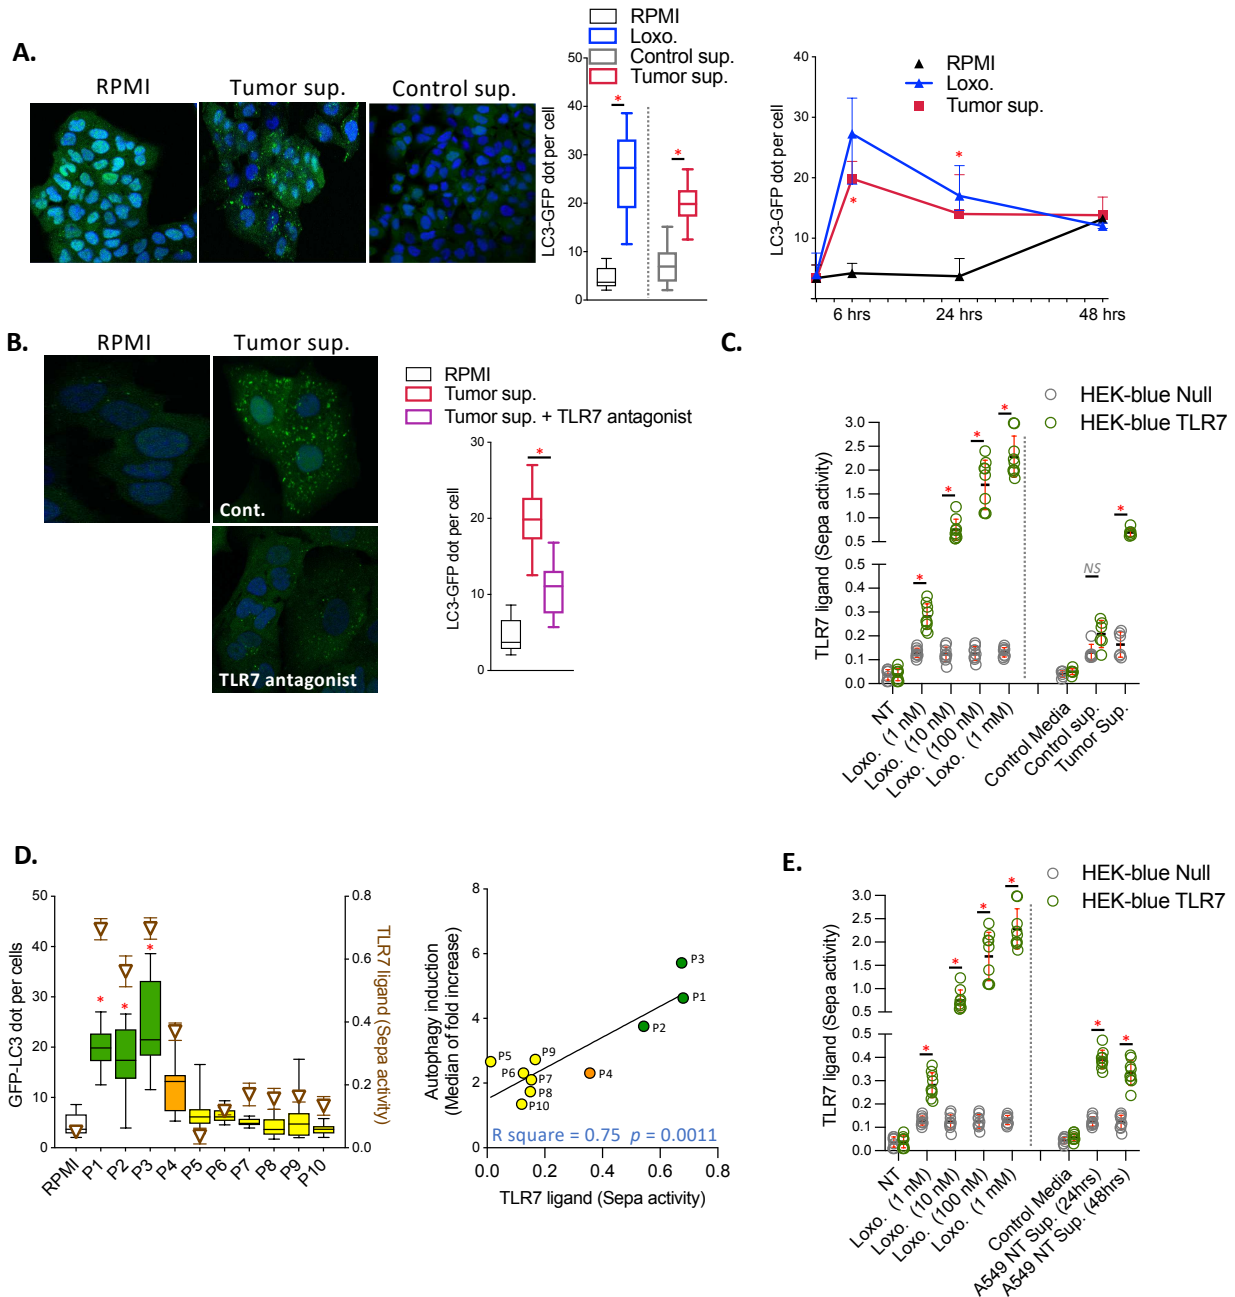 A.
RPMI
Tumor sup.
Control sup.
RPMI
Loxo.
Control sup.
Tumor sup.
LC3-GFP dot per cell
50
40
30
20
10
0
*
*
RPMI
Loxo.
Tumor sup.
LC3-GFP dot per cell
40
30
20
10
*
*
6 hrs
24 hrs
48 hrs
B.
RPMI
Tumor sup.
Cont.
TLR7 antagonist
RPMI
Tumor sup.
Tumor sup. + TLR7 antagonist
LC3-GFP dot per cell
30
20
10
0
*
C.
HEK-blue Null
HEK-blue TLR7
TLR7 ligand (Sepa activity)
3.0
2.5
2.0
1.5
1.0
0.5
0.5
0.4
0.3
0.2
0.1
0.0
*
*
*
*
NS
*
NT
Loxo. (1 nM)
Loxo. (10 nM)
Loxo. (100 nM)
Loxo. (1 mM)
Control Media
Control sup.
Tumor Sup.
D.
GFP-LC3 dot per cells
50
40
30
20
10
0
*
*
*
0.8
0.6
0.4
0.2
0.0
TLR7 ligand (Sepa activity)
RPMI
P1
P2
P3
P4
P5
P6
P7
P8
P9
P10
Autophagy induction
(Median of fold increase)
8
6
4
2
0
P3
P1
P2
P9
P5
P6
P7
P4
P8
P10
R square = 0.75 p = 0.0011
0.0
0.2
0.4
0.6
0.8
TLR7 ligand (Sepa activity)
E.
HEK-blue Null
HEK-blue TLR7
TLR7 ligand (Sepa activity)
3.0
2.5
2.0
1.5
1.0
0.5
0.5
0.4
0.3
0.2
0.1
0.0
*
*
*
*
*
*
NT
Loxo. (1 nM)
Loxo. (10 nM)
Loxo. (100 nM)
Loxo. (1 mM)
Control Media
A549 NT Sup. (24hrs)
A549 NT Sup. (48hrs)